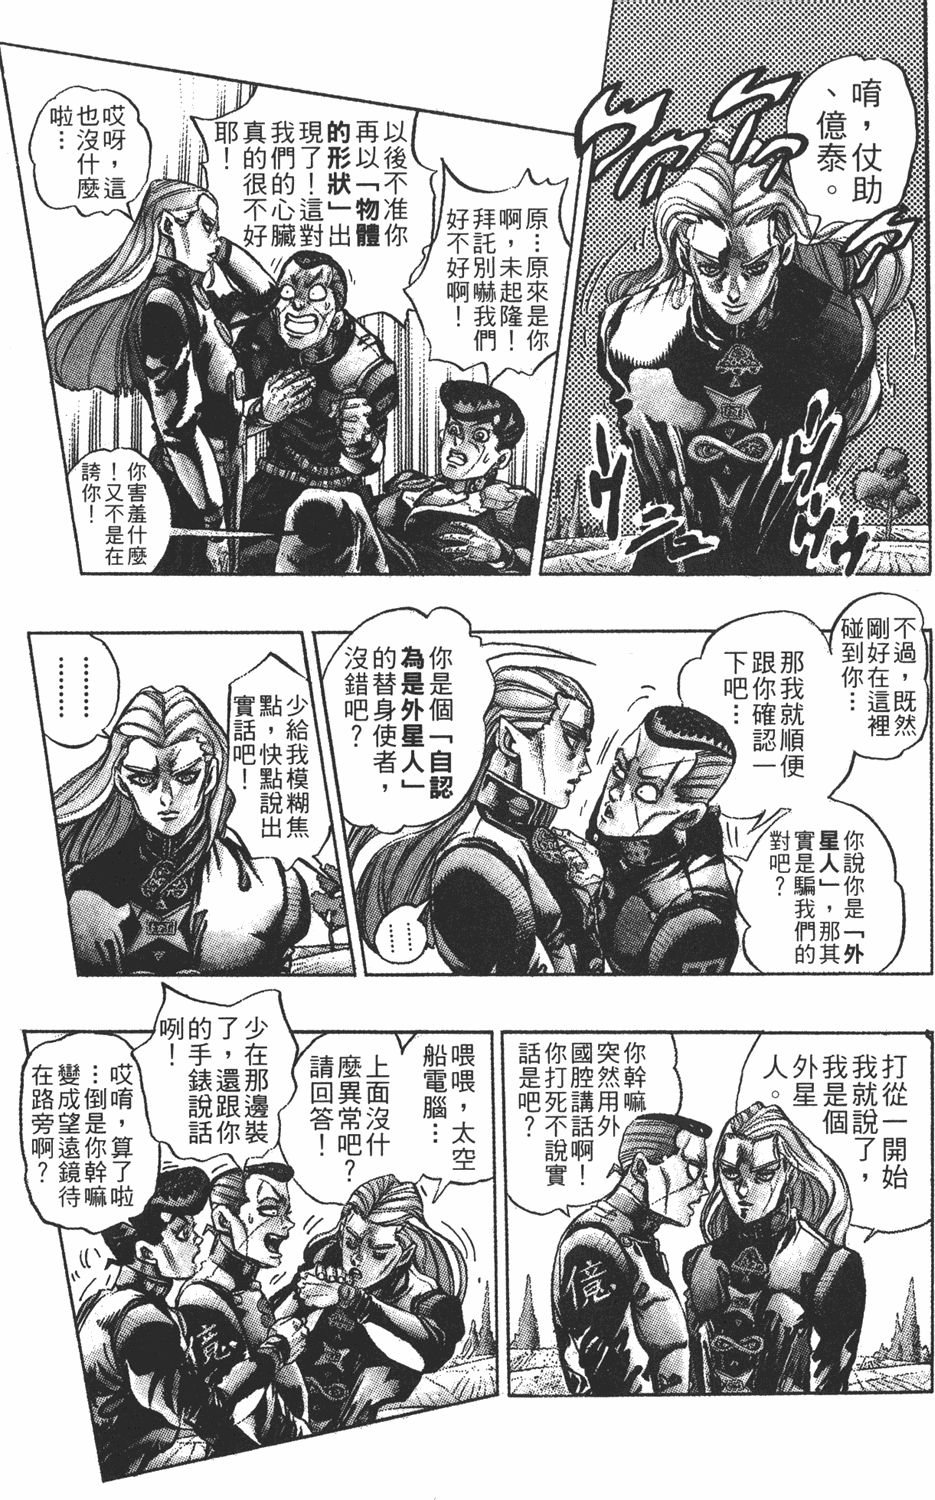 唷，仗助
、億泰。
ゴゴゴゴ
ゴゴゴゴ
原…原來是你
啊，未起隆！
拜託別嚇我們
好不好啊！
以後不准你
再以「物體
的形狀」出
現了！這對
我們的心臟
真的很不好
耶！
哎呀，這
也沒什麼
啦…
你害羞什麼
！又不是在
誇你！
不過，既然
剛好在這裡
碰到你…
那我就順便
跟你確認一
下吧…
你說你是「外
星人」，那其
實是騙我們的
對吧？
你是個「自認
為是外星人」
的替身使者，
沒錯吧？
……
少給我模糊焦
點，快點說出
實話吧！
……
打從一開始
我就說了，
我是個
外星
人。
你幹嘛
突然用外
國腔講話啊！
你打死不說實
話是吧？
喂喂，太空
船電腦…
上面沒什
麼異常吧？
請回答！
少在那邊裝
了，還跟你
的手錶說話
咧！
哎唷，算了啦
…倒是你幹嘛
變成望遠鏡待
在路旁啊？
億
億